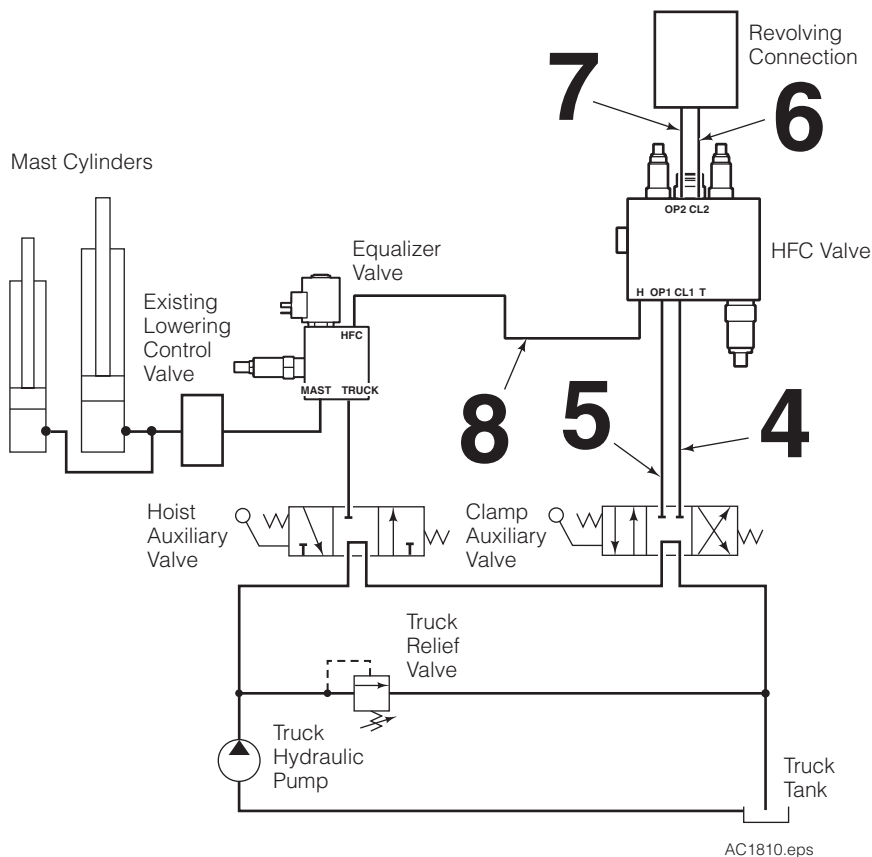 Revolving
Connection
7
6
Mast Cylinders
OP2 CL2
HFC Valve
Equalizer
Valve
Existing
Lowering
Control
Valve
HFC
H OP1 CL1 T
MAST TRUCK
8
5
4
Hoist
Auxiliary
Valve
Clamp
Auxiliary
Valve
Truck
Relief
Valve
Truck
Hydraulic
Pump
Truck
Tank
AC1810.eps